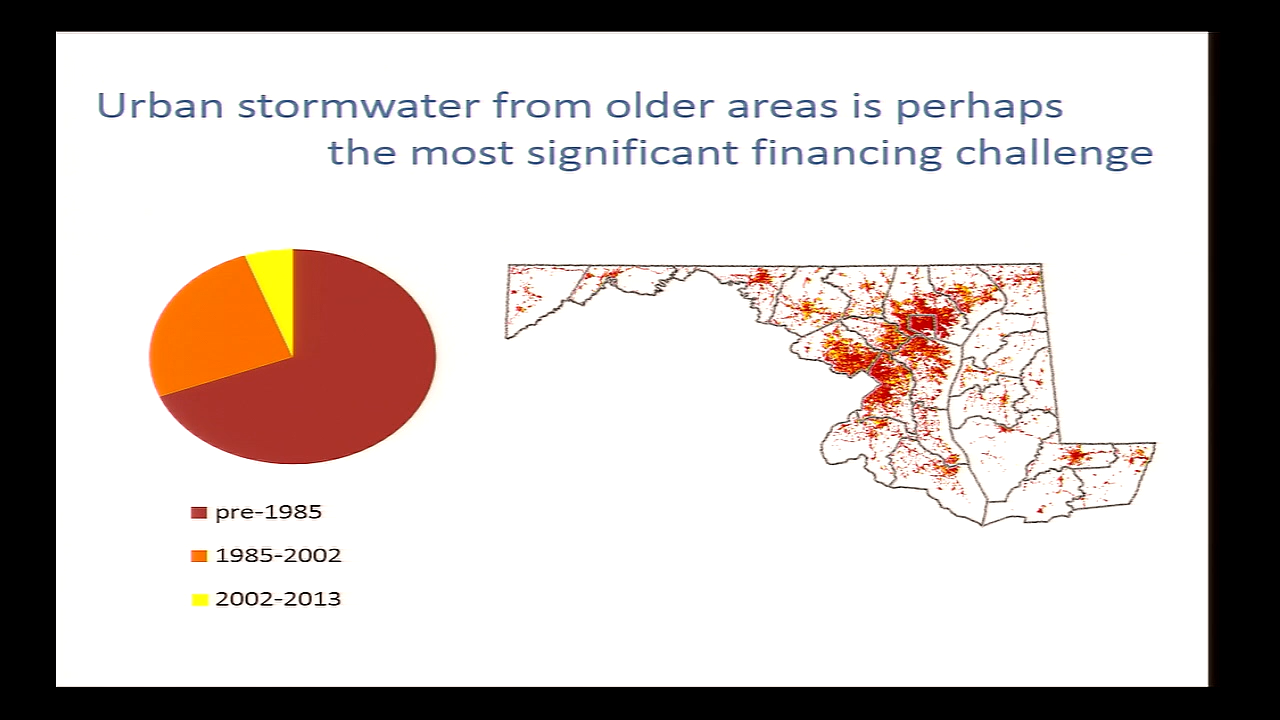 Urban stormwater from older areas is perhaps
the most significant financing challenge
pre-1985
1985-2002
2002-2013